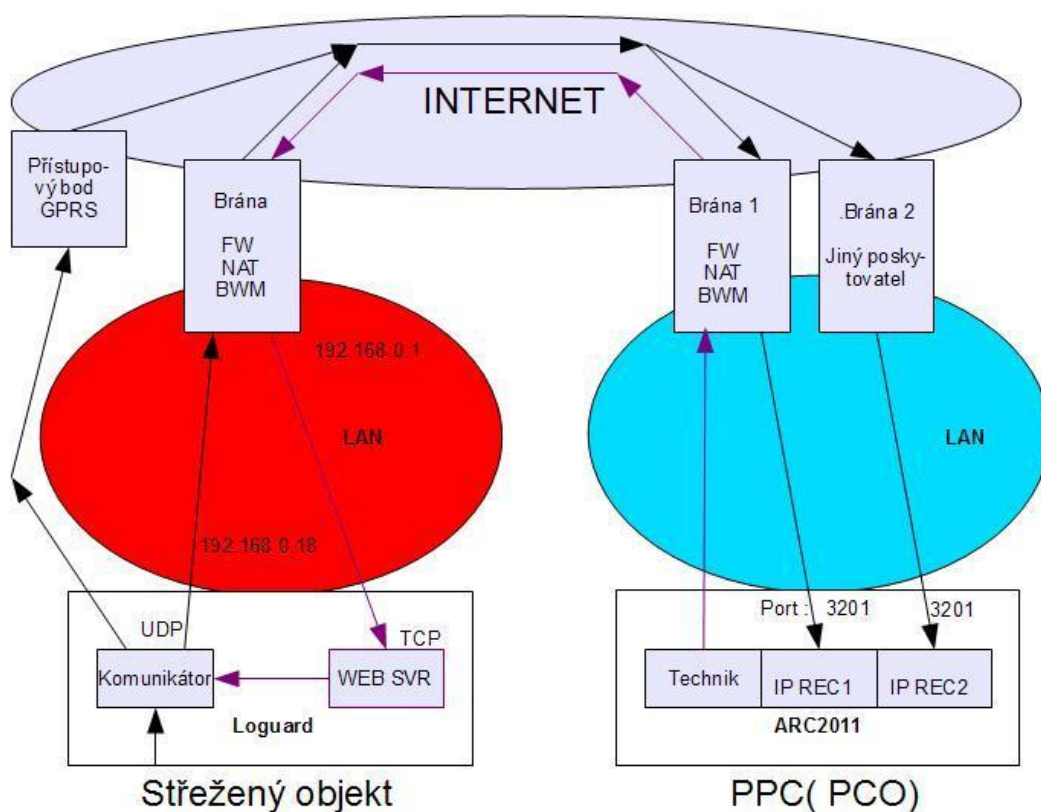 INTERNET
Přístupo-
vý bod
GPRS
Brána
FW
NAT
BWM
Brána 1
FW
NAT
BWM
.Brána 2
Jiný posky-
tovatel
192.168.0.1
LAN
LAN
192.168.0.18
UDP
TCP
Komunikátor
WEB SVR
Loguard
Port : 3201
3201
Technik
IP REC1
IP REC2
ARC2011
Střežený objekt
PPC( PCO)